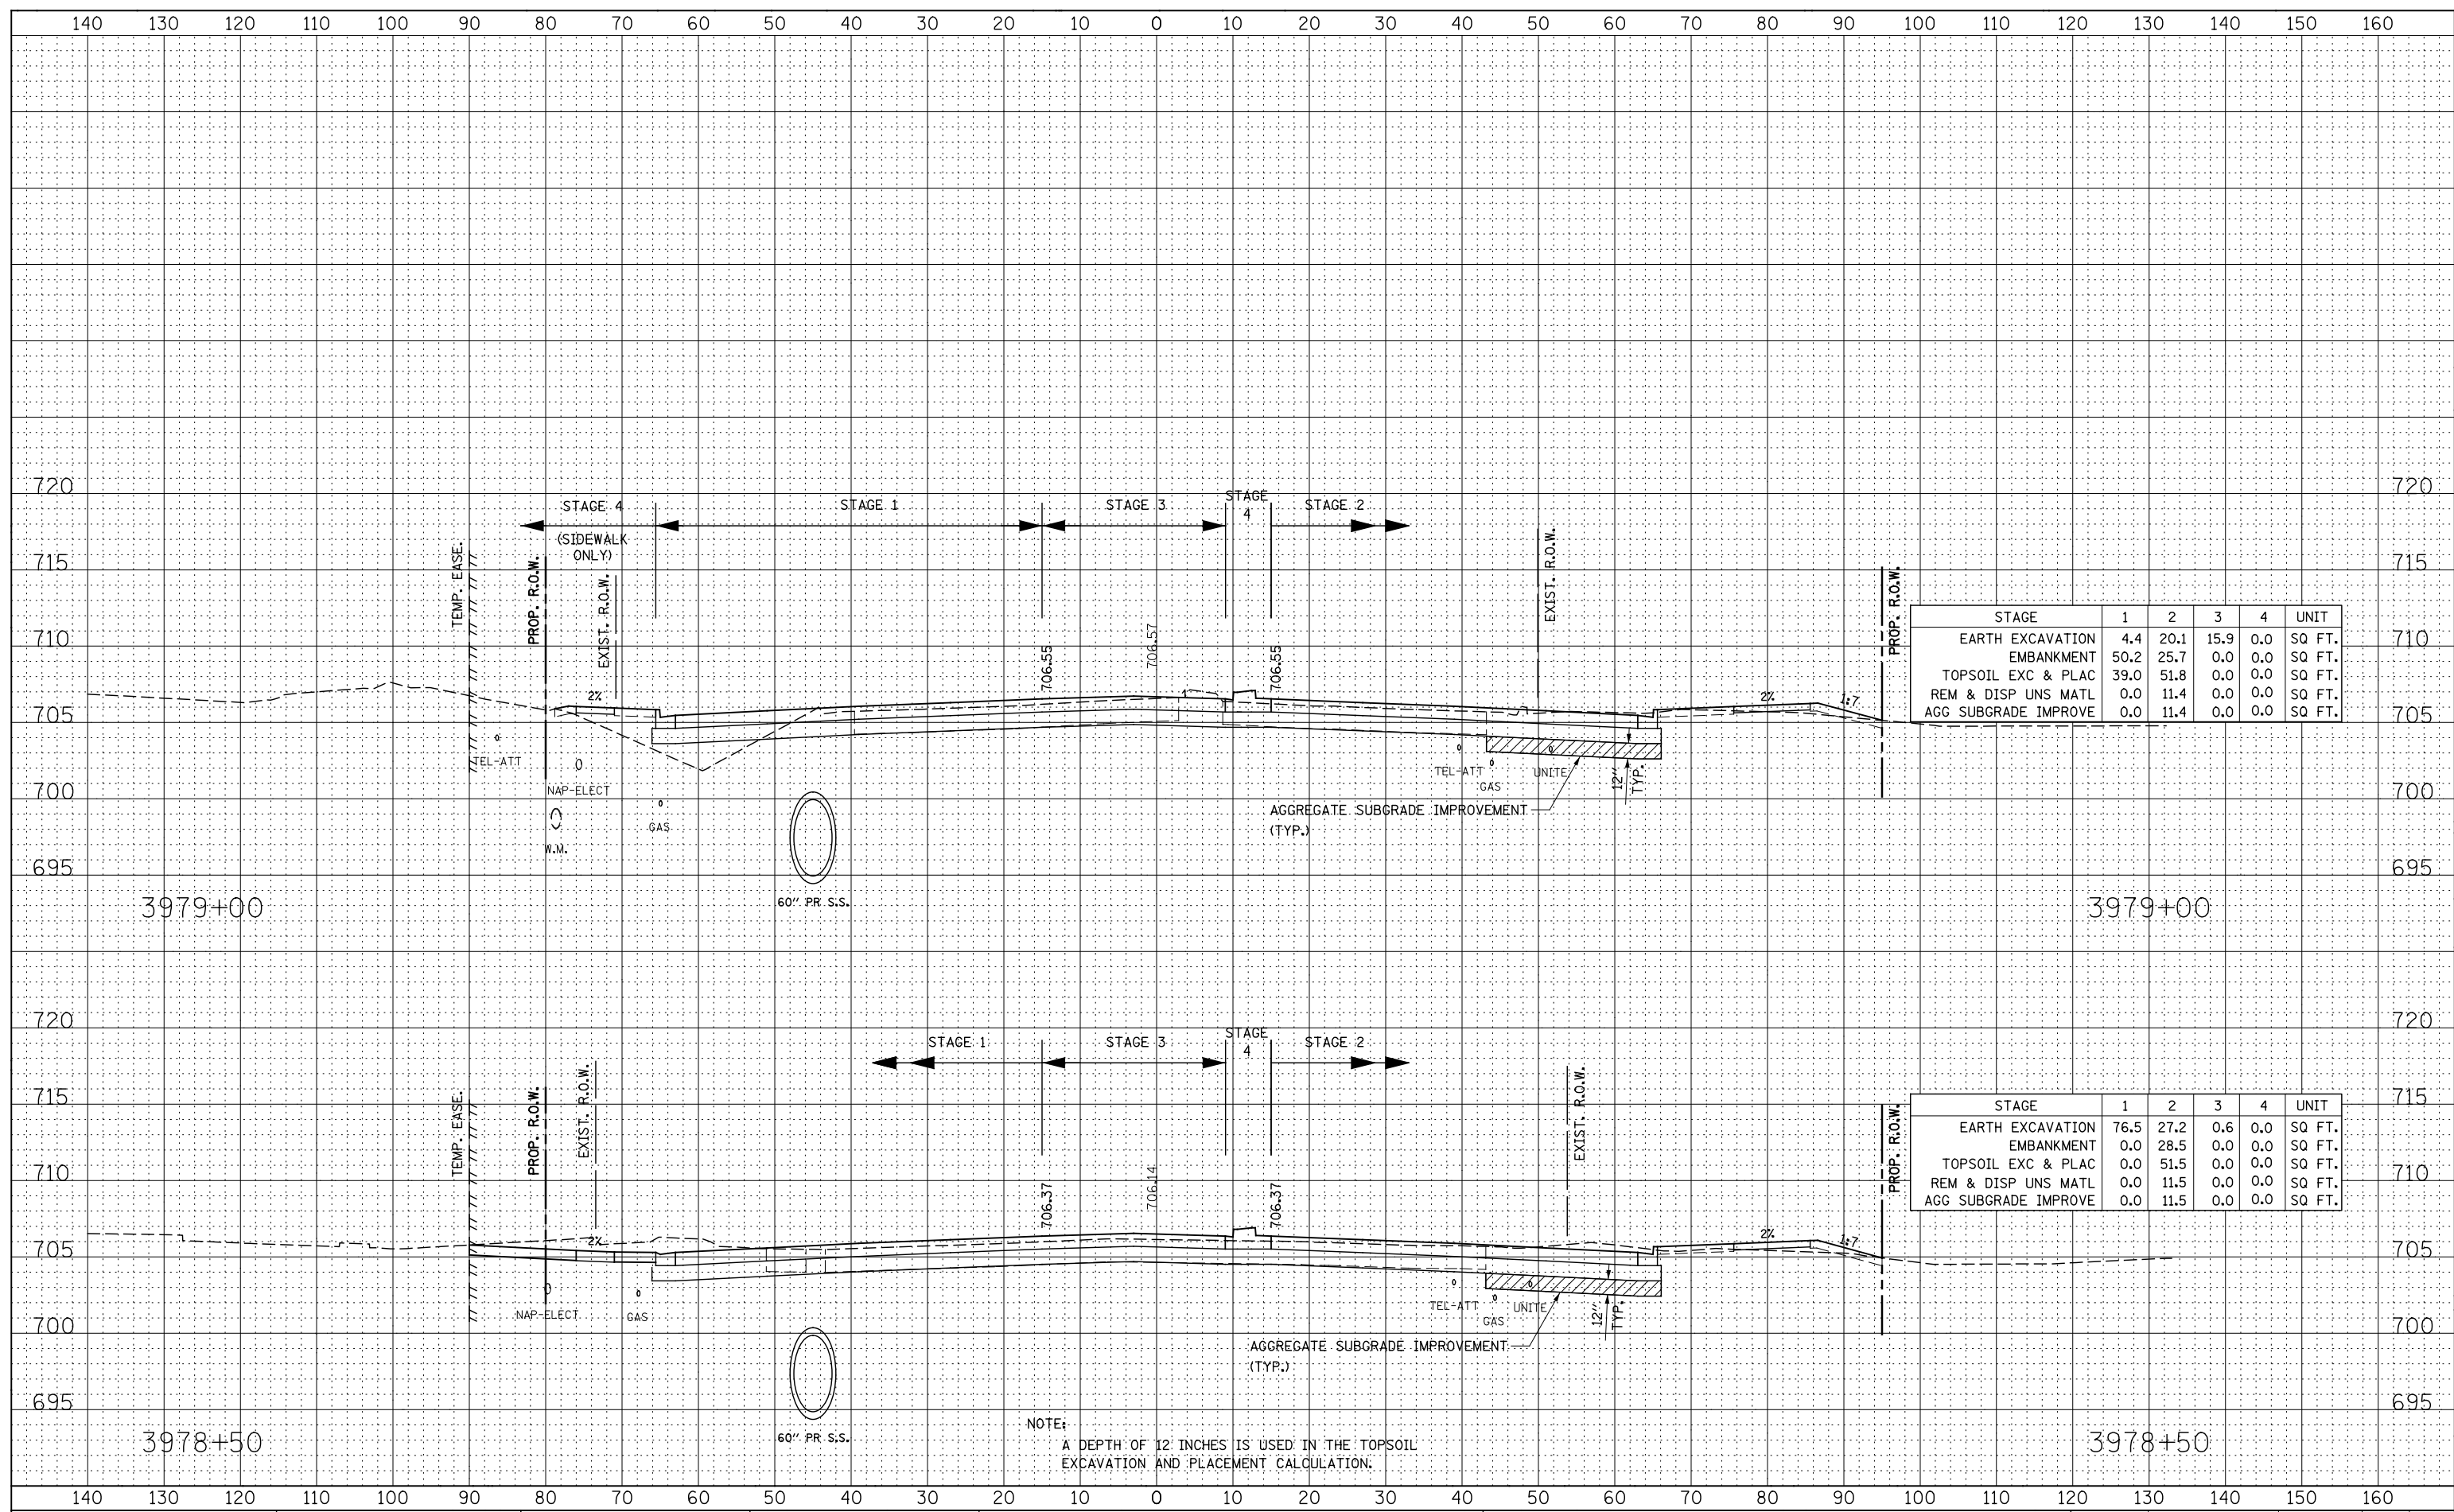 140 130 120 110 100 90 80 70 60 50 40 30 20 10 0 10 20 30 40 50 60 70 80 90 100 110 120 130 140 150 160
720 720
STAGE 4 STAGE 1 STAGE 3 STAGE 4 STAGE 2
(SIDEWALK ONLY)
715 715
TEMP. EASE.
PROP. R.O.W.
EXIST. R.O.W.
EXIST. R.O.W.
PROP. R.O.W.
710 710
706.55
706.57
706.55
STAGE 1 2 3 4 UNIT
EARTH EXCAVATION 4.4 20.1 15.9 0.0 SQ FT.
EMBANKMENT 50.2 25.7 0.0 0.0 SQ FT.
TOPSOIL EXC & PLAC 39.0 51.8 0.0 0.0 SQ FT.
REM & DISP UNS MATL 0.0 11.4 0.0 0.0 SQ FT.
AGG SUBGRADE IMPROVE 0.0 11.4 0.0 0.0 SQ FT.
2% 2% 1:7
705 705
TEL-ATT
NAP-ELECT
W.M.
GAS
TEL-ATT
GAS
UNITE
12" TYP.
700 700
AGGREGATE SUBGRADE IMPROVEMENT
(TYP.)
695 695
60" PR S.S.
3979+00 3979+00
720 720
STAGE 1 STAGE 3 STAGE 4 STAGE 2
715 715
TEMP. EASE.
PROP. R.O.W.
EXIST. R.O.W.
EXIST. R.O.W.
PROP. R.O.W.
710 710
706.37
706.14
706.37
STAGE 1 2 3 4 UNIT
EARTH EXCAVATION 76.5 27.2 0.6 0.0 SQ FT.
EMBANKMENT 0.0 28.5 0.0 0.0 SQ FT.
TOPSOIL EXC & PLAC 0.0 51.5 0.0 0.0 SQ FT.
REM & DISP UNS MATL 0.0 11.5 0.0 0.0 SQ FT.
AGG SUBGRADE IMPROVE 0.0 11.5 0.0 0.0 SQ FT.
2% 2% 1:7
705 705
NAP-ELECT
GAS
TEL-ATT
GAS
UNITE
12" TYP.
700 700
AGGREGATE SUBGRADE IMPROVEMENT
(TYP.)
695 695
60" PR S.S.
NOTE:
A DEPTH OF 12 INCHES IS USED IN THE TOPSOIL
EXCAVATION AND PLACEMENT CALCULATION.
3978+50 3978+50
140 130 120 110 100 90 80 70 60 50 40 30 20 10 0 10 20 30 40 50 60 70 80 90 100 110 120 130 140 150 160